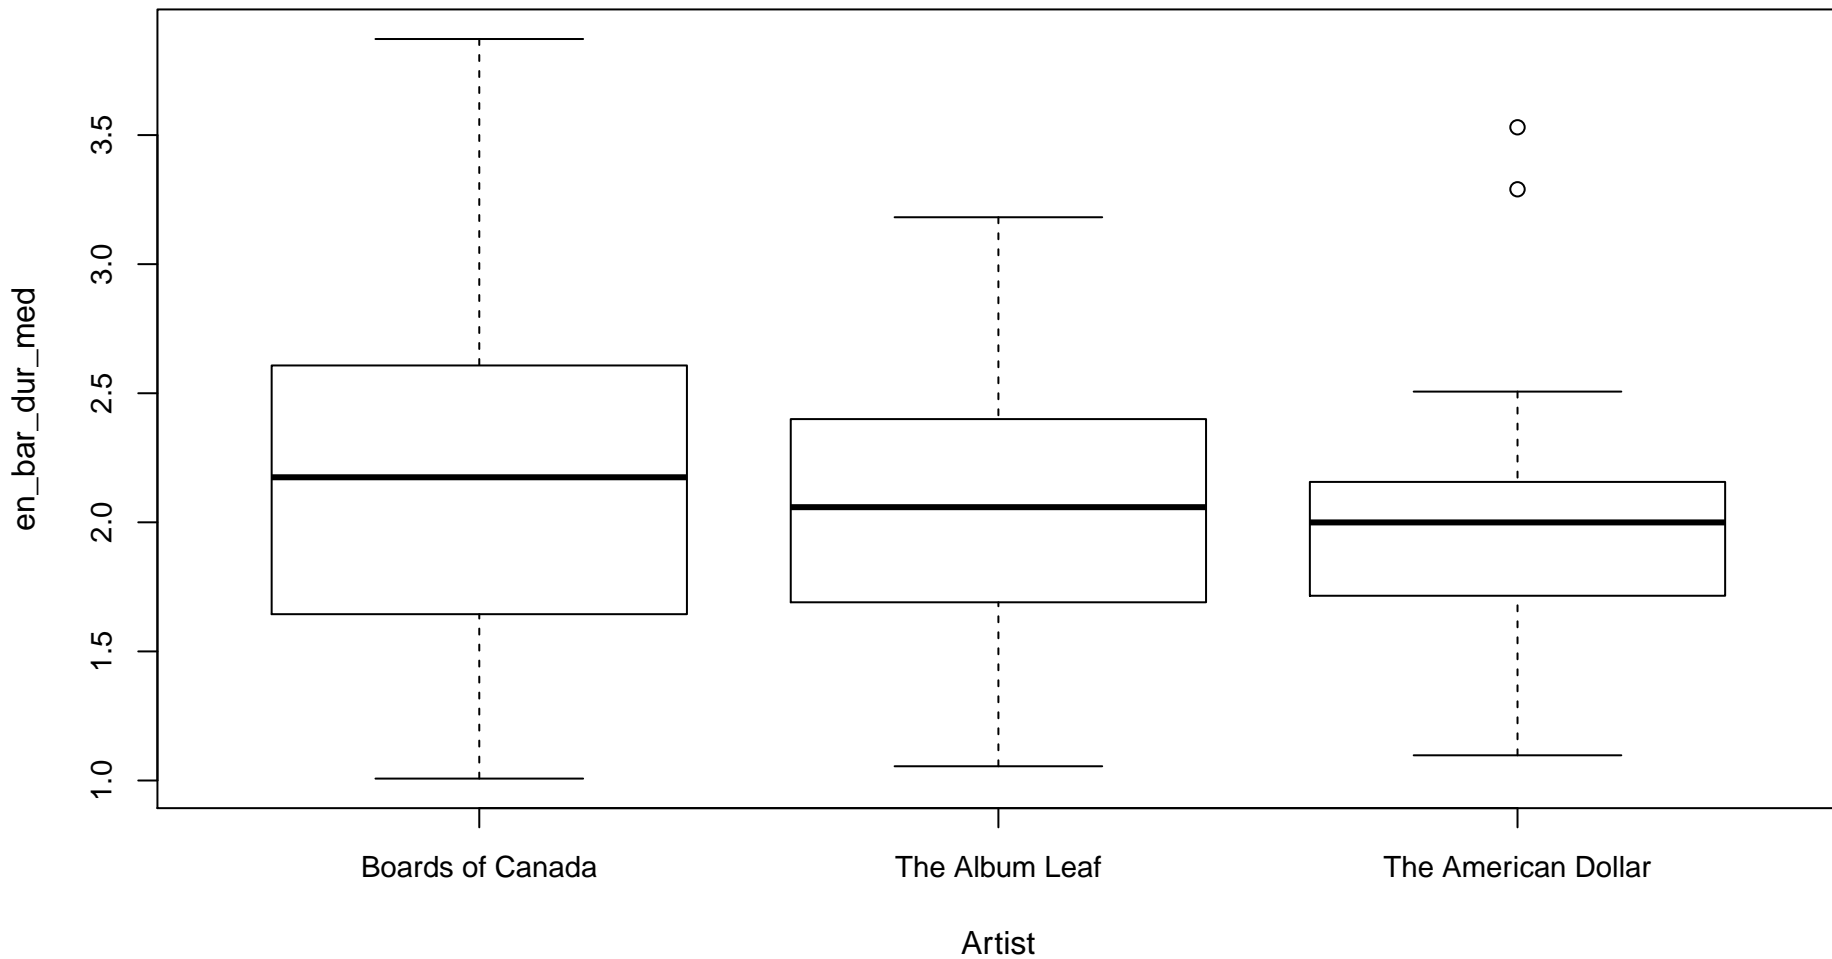 3.5
3.0
2.5
2.0
1.5
1.0
en_bar_dur_med
Boards of Canada The Album Leaf The American Dollar
Artist